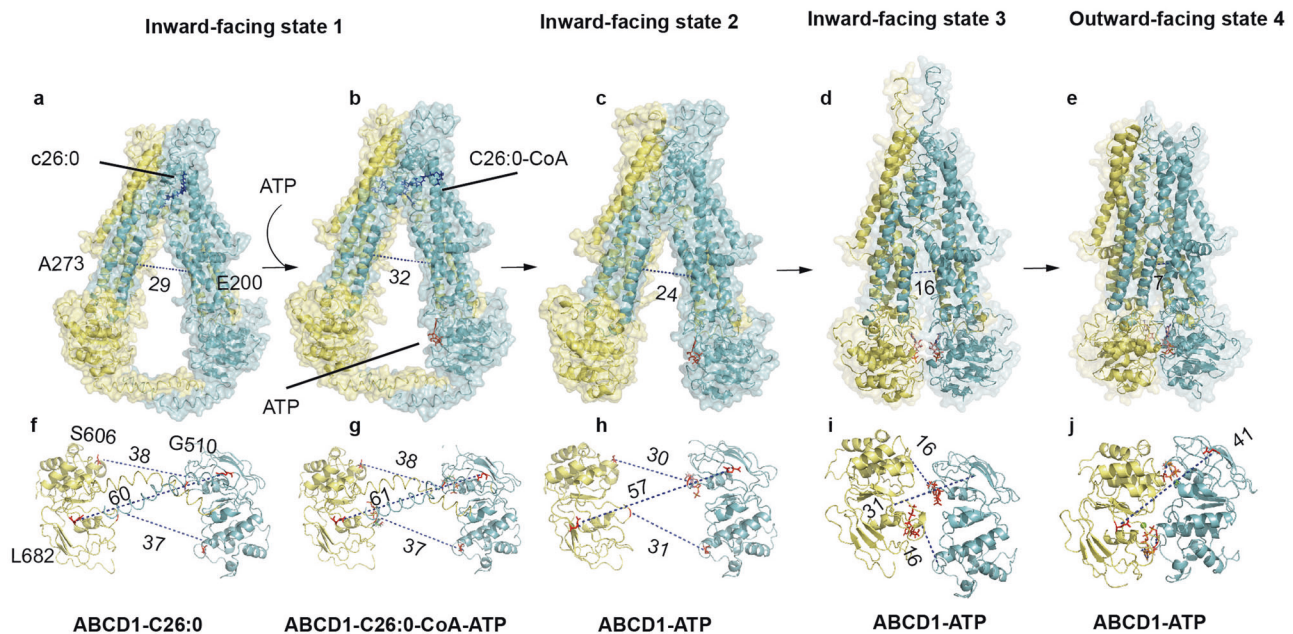 Inward-facing state 1
Inward-facing state 2
Inward-facing state 3
Outward-facing state 4
a
b
c
d
e
c26:0
ATP
C26:0-CoA
A273
29
E200
32
24
16
7
ATP
f
S606
38
G510
60
37
L682
g
38
61
37
h
30
57
31
i
16
31
16
j
41
ABCD1-C26:0
ABCD1-C26:0-CoA-ATP
ABCD1-ATP
ABCD1-ATP
ABCD1-ATP